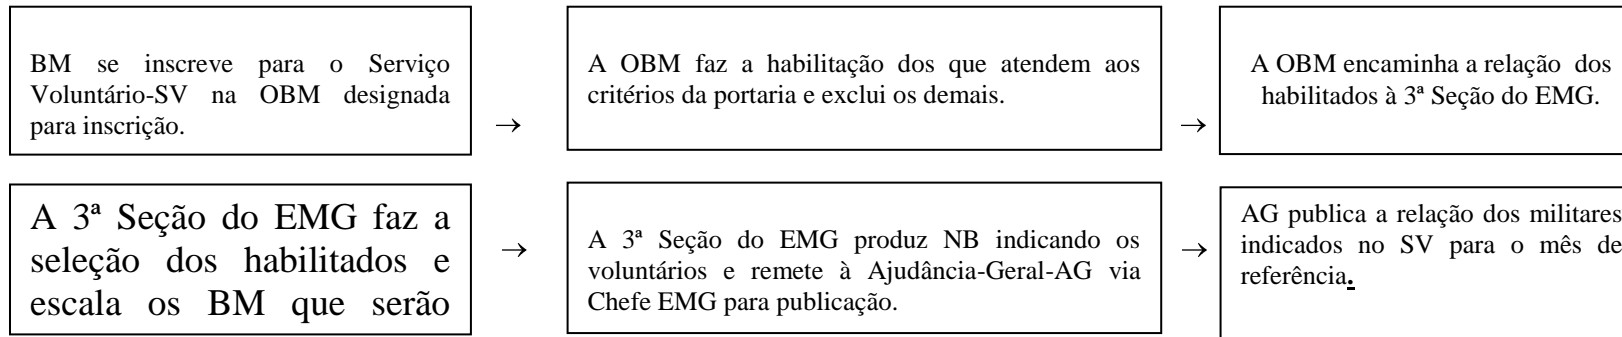 BM se inscreve para o Serviço
Voluntário-SV na OBM designada
para inscrição.
→
A OBM faz a habilitação dos que atendem aos
critérios da portaria e exclui os demais.
→
A OBM encaminha a relação dos
habilitados à 3ª Seção do EMG.
A 3ª Seção do EMG faz a
seleção dos habilitados e
escala os BM que serão
→
A 3ª Seção do EMG produz NB indicando os
voluntários e remete à Ajudância-Geral-AG via
Chefe EMG para publicação.
→
AG publica a relação dos militares
indicados no SV para o mês de
referência.